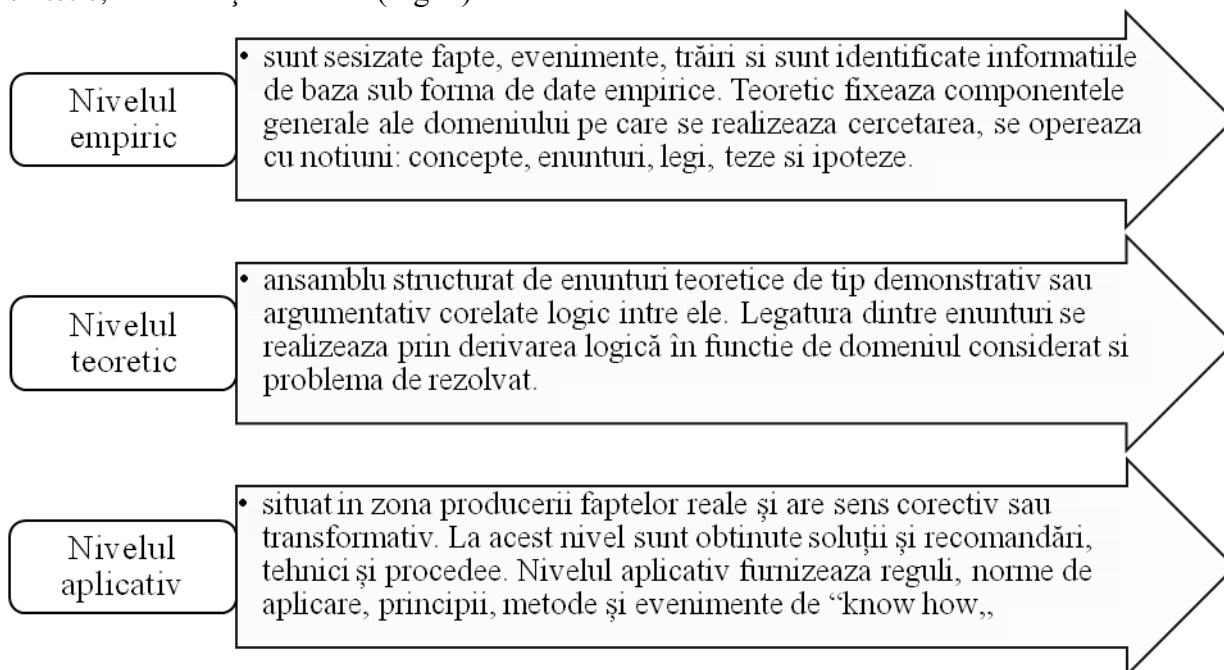 Nivelul
empiric
• sunt sesizate fapte, evenimente, trăiri si sunt identificate informatiile
de baza sub forma de date empirice. Teoretic fixeaza componentele
generale ale domeniului pe care se realizeaza cercetarea, se opereaza
cu notiuni: concepte, enunturi, legi, teze si ipoteze.
Nivelul
teoretic
• ansamblu structurat de enunturi teoretice de tip demonstrativ sau
argumentativ corelate logic intre ele. Legatura dintre enunturi se
realizeaza prin derivarea logică în functie de domeniul considerat si
problema de rezolvat.
Nivelul
aplicativ
• situat in zona producerii faptelor reale și are sens corectiv sau
transformativ. La acest nivel sunt obtinute soluții și recomandări,
tehnici și procedee. Nivelul aplicativ furnizeaza reguli, norme de
aplicare, principii, metode și evenimente de “know how„